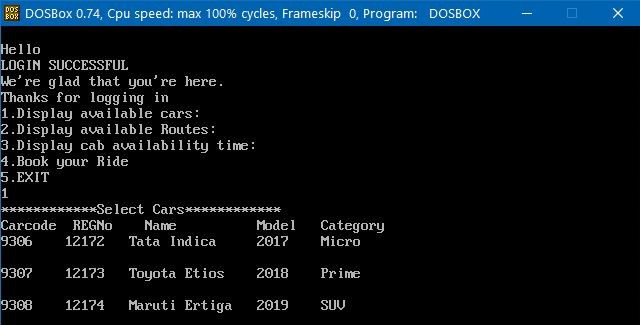 DOS BOX DOSBox 0.74, Cpu speed: max 100% cycles, Frameskip 0, Program: DOSBOX
Hello
LOGIN SUCCESSFUL
We're glad that you're here.
Thanks for logging in
1.Display available cars:
2.Display available Routes:
3.Display cab availability time:
4.Book your Ride
5.EXIT
1
************Select Cars************
Carcode REGNo Name Model Category
9306 12172 Tata Indica 2017 Micro
9307 12173 Toyota Etios 2018 Prime
9308 12174 Maruti Ertiga 2019 SUV